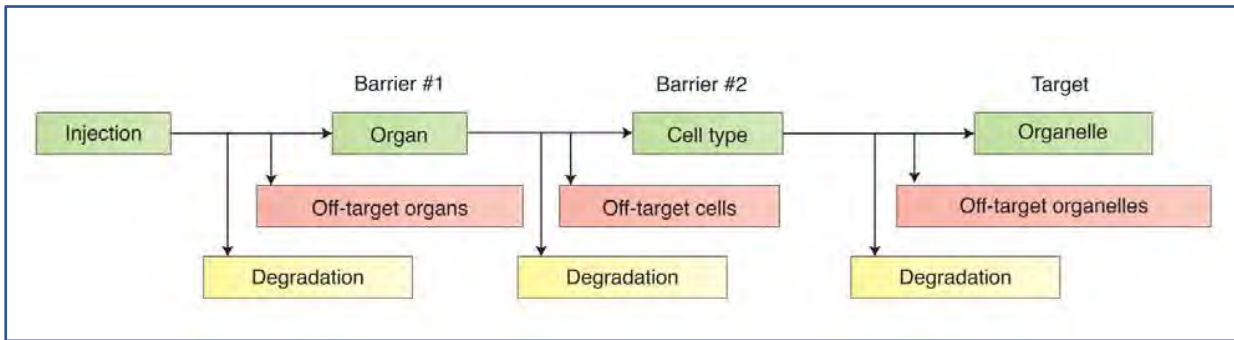 Barrier #1
Barrier #2
Target
Injection
Organ
Cell type
Organelle
Off-target organs
Off-target cells
Off-target organelles
Degradation
Degradation
Degradation